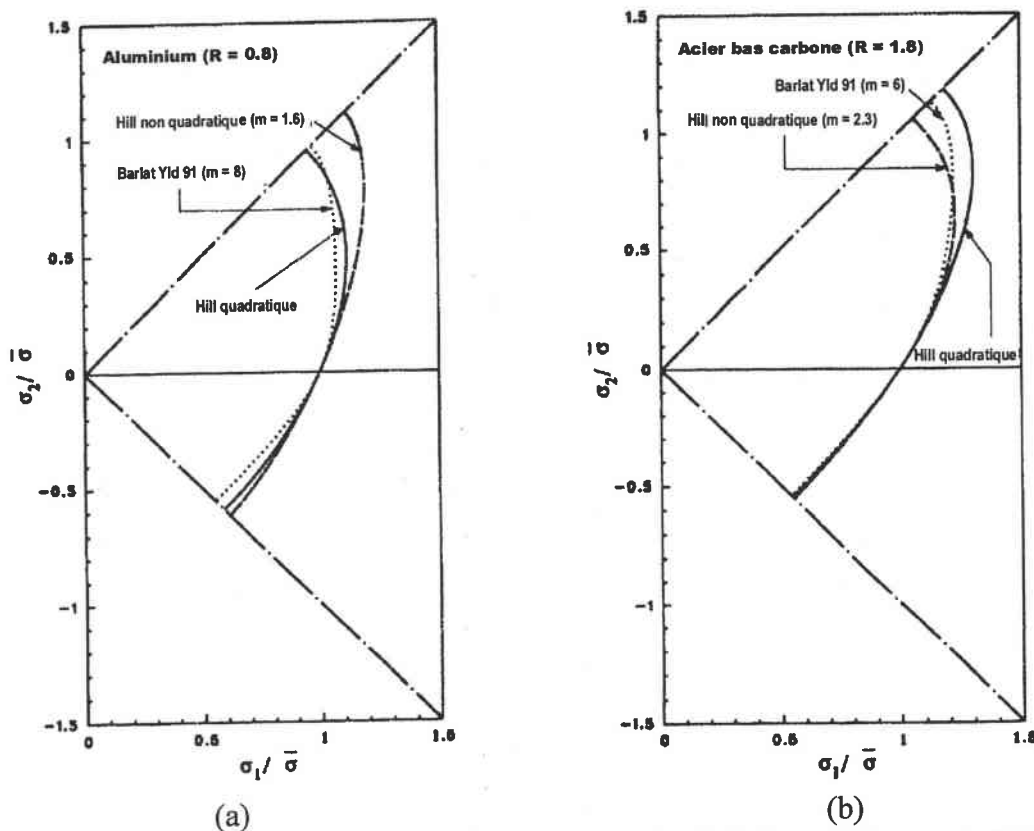 1.5
1
0.5
0
-0.5
-1
-1.5
σ2/ σ̄
Aluminium (R = 0.8)
Hill non quadratique (m = 1.6)
Barlat Yld 91 (m = 8)
Hill quadratique
0
0.5
1
1.5
σ1/ σ̄
(a)
1.5
1
0.5
0
-0.5
-1
-1.5
σ2/ σ̄
Acier bas carbone (R = 1.8)
Barlat Yld 91 (m = 6)
Hill non quadratique (m = 2.3)
Hill quadratique
0
0.5
1
1.5
σ1/ σ̄
(b)